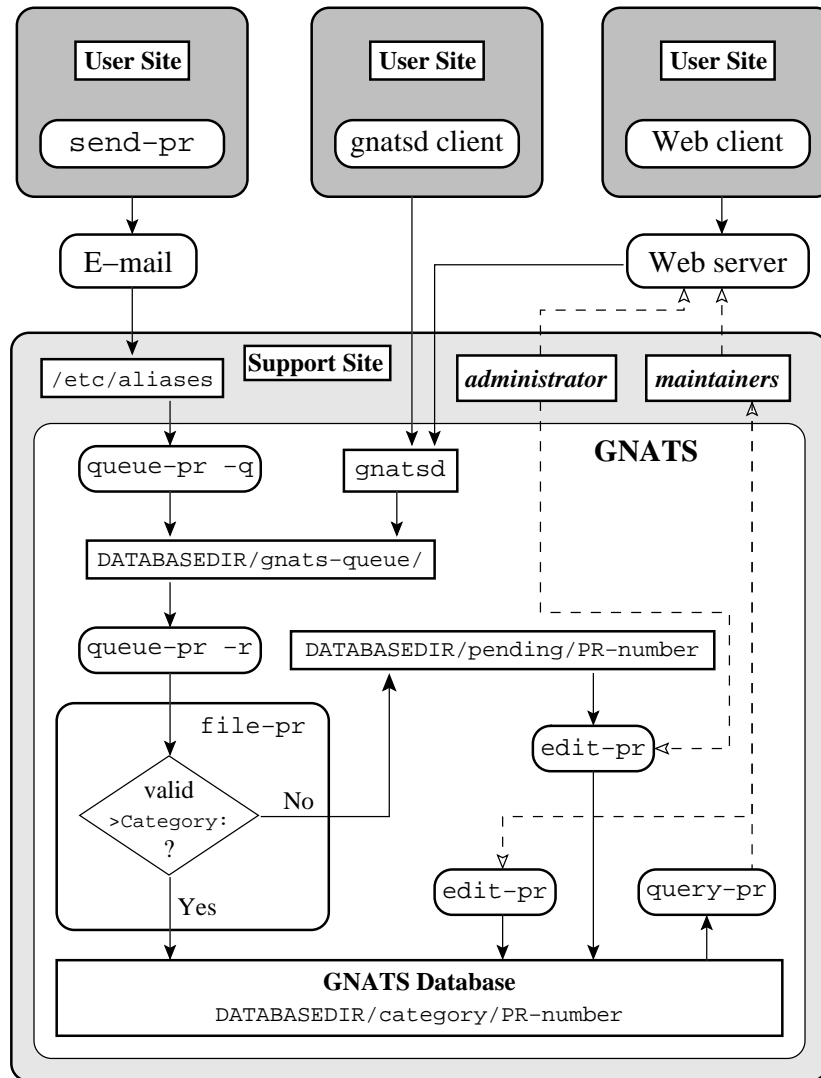 User Site
User Site
User Site
send-pr
gnatsd client
Web client
E-mail
Web server
Support Site
/etc/aliases
administrator
maintainers
GNATS
queue-pr -q
gnatsd
DATABASEDIR/gnats-queue/
queue-pr -r
DATABASEDIR/pending/PR-number
file-pr
edit-pr
valid
>Category:
?
No
Yes
edit-pr
query-pr
GNATS Database
DATABASEDIR/category/PR-number